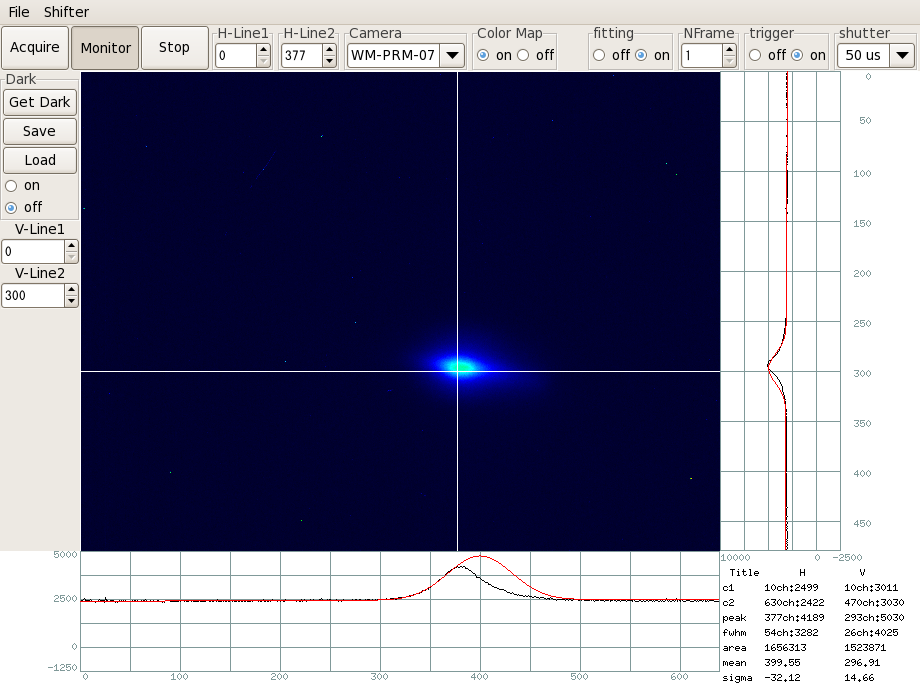 File Shifter
Acquire Monitor Stop H-Line1 H-Line2 Camera Color Map fitting NFrame trigger shutter
0 377 WM-PRM-07 on off off on 1 off on 50 us
Dark
Get Dark
Save
Load
on
off
V-Line1
0
V-Line2
300
0
50
100
150
200
250
300
350
400
450
10000 0 -2500
5000
2500
0
-1250
0 100 200 300 400 500 600
Title H V
c1 10ch:2499 10ch:3011
c2 630ch:2422 470ch:3030
peak 377ch:4189 293ch:5030
fwhm 54ch:3282 26ch:4025
area 1656313 1523871
mean 399.55 296.91
sigma -32.12 14.66